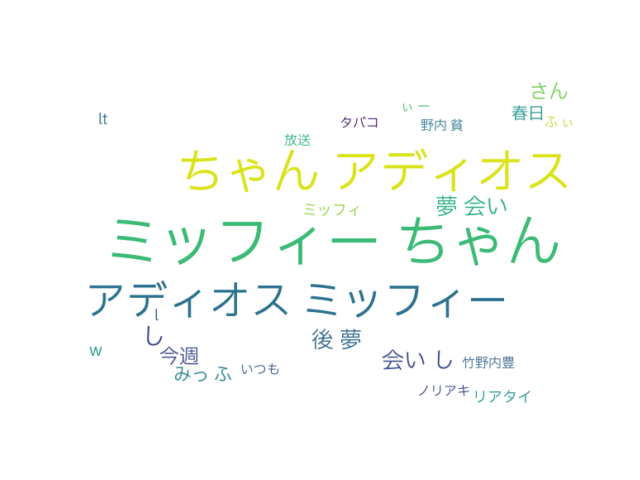 さん
春日
lt
ぃ ー
タバコ
野内 貧
ふ ぃ
放送
ちゃん アディオス
ミッフィ
夢 会い
ミッフィー ちゃん
アディオス ミッフィー
l
し
後 夢
w
今週
会い し
竹野内豊
みっ ふ
いつも
ノリアキ
リアタイ